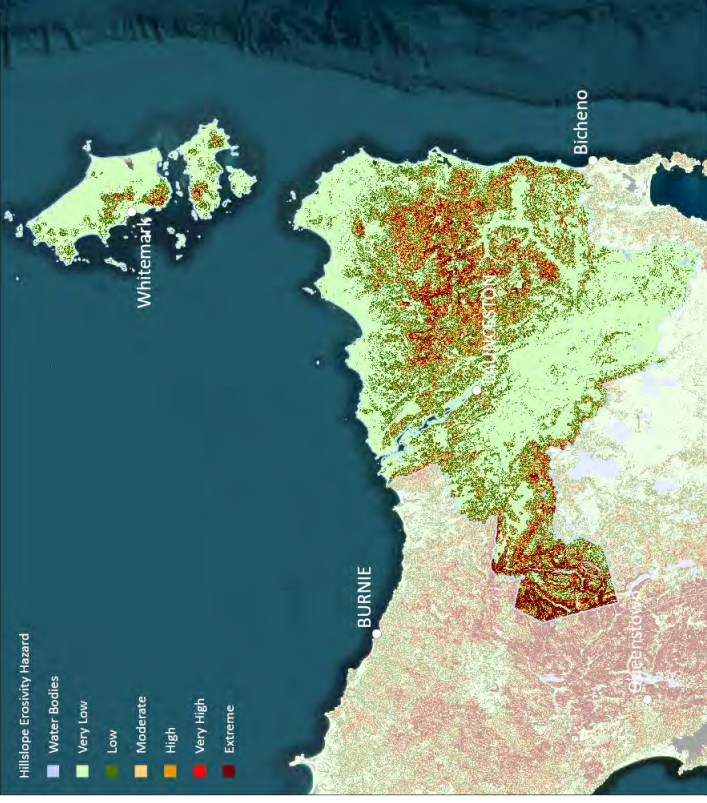 Hillslope Erosivity Hazard
Water Bodies
Very Low
Low
Moderate
High
Very High
Extreme
BURNIE
Queenstown
Whitemark
LAUNCESTON
Bicheno